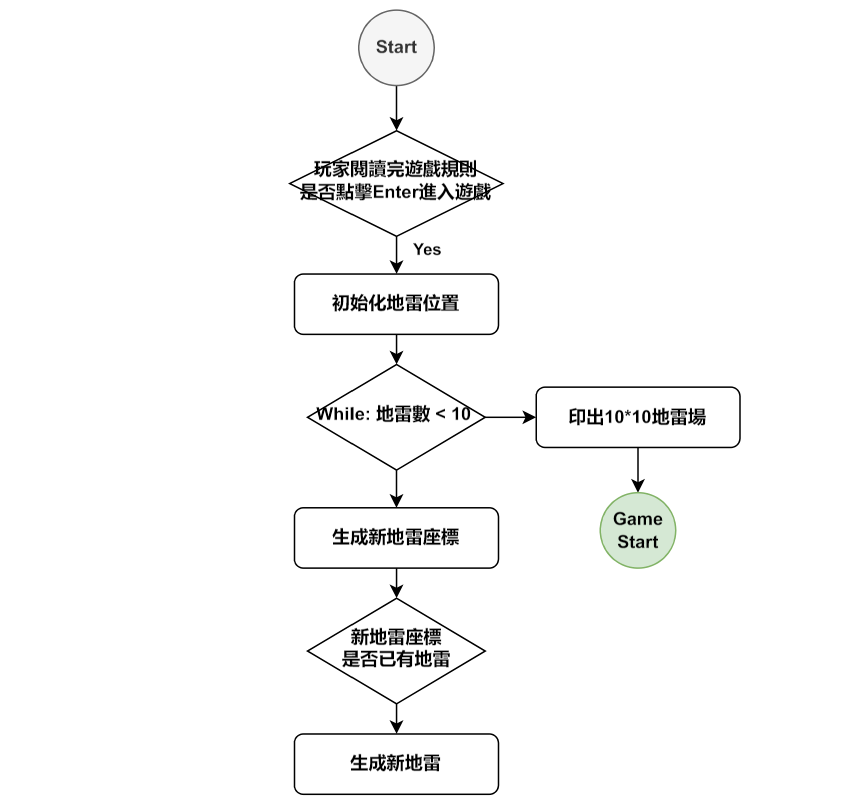 Start
玩家閱讀完遊戲規則
是否點擊Enter進入遊戲
Yes
初始化地雷位置
While: 地雷數 < 10
印出10*10地雷場
Game
Start
生成新地雷座標
新地雷座標
是否已有地雷
生成新地雷